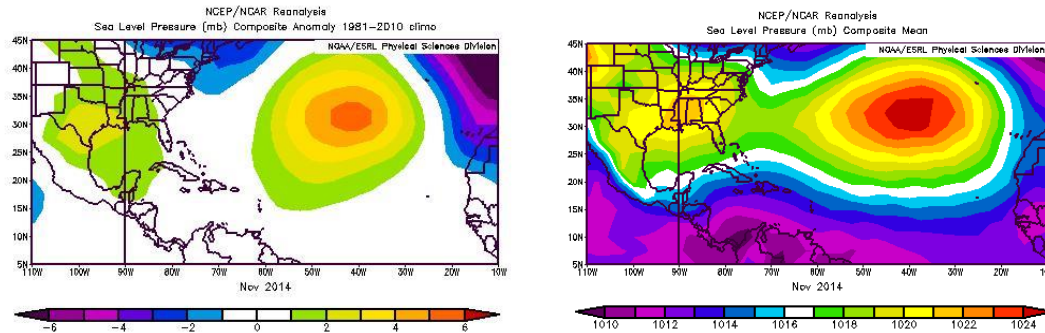 NCEP/NCAR Reanalysis
Sea Level Pressure (mb) Composite Anomaly 1981-2010 climo
NOAA/ESRL Physical Sciences Division
45N
40N
35N
30N
25N
20N
15N
10N
5N
110W 100W 90W 80W 70W 60W 50W 40W 30W 20W 10W
Nov 2014
-6 -4 -2 0 2 4 6
NCEP/NCAR Reanalysis
Sea Level Pressure (mb) Composite Mean
NOAA/ESRL Physical Sciences Division
45N
40N
35N
30N
25N
20N
15N
10N
5N
110W 100W 90W 80W 70W 60W 50W 40W 30W 20W 10
Nov 2014
1010 1012 1014 1016 1018 1020 1022 1024